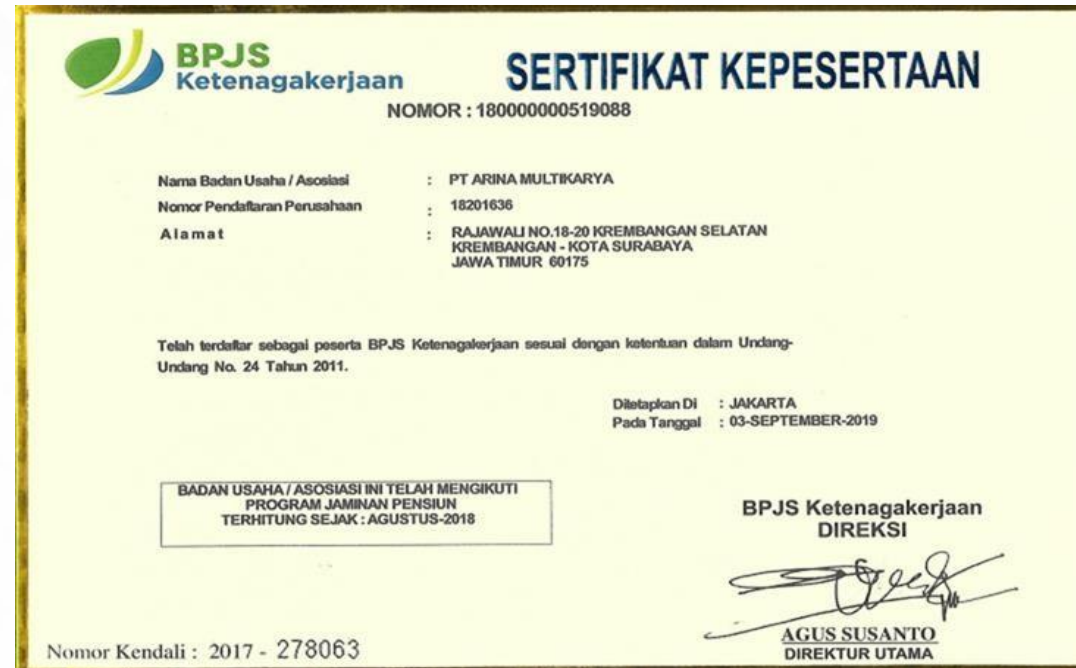 BPJS
Ketenagakerjaan
SERTIFIKAT KEPESERTAAN
NOMOR : 180000000519088
Nama Badan Usaha / Asosiasi : PT ARINA MULTIKARYA
Nomor Pendaftaran Perusahaan : 18201636
Alamat : RAJAWALI NO.18-20 KREMBANGAN SELATAN
KREMBANGAN - KOTA SURABAYA
JAWA TIMUR 60175
Telah terdaftar sebagai peserta BPJS Ketenagakerjaan sesuai dengan ketentuan dalam Undang-
Undang No. 24 Tahun 2011.
Ditetapkan Di : JAKARTA
Pada Tanggal : 03-SEPTEMBER-2019
BADAN USAHA / ASOSIASI INI TELAH MENGIKUTI
PROGRAM JAMINAN PENSIUN
TERHITUNG SEJAK : AGUSTUS-2018
BPJS Ketenagakerjaan
DIREKSI
AGUS SUSANTO
DIREKTUR UTAMA
Nomor Kendali : 2017 - 278063